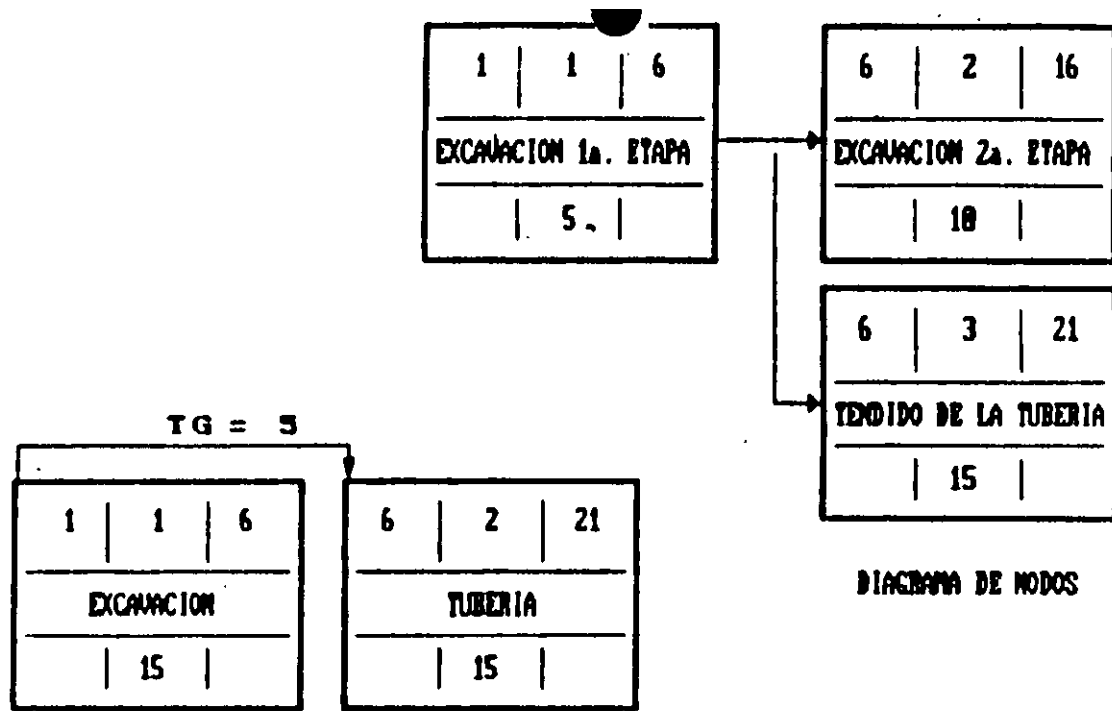 1 1 6
EXCAVACION 1a. ETAPA
5
6 2 16
EXCAVACION 2a. ETAPA
10
6 3 21
TENDIDO DE LA TUBERIA
15
DIAGRAMA DE NODOS
TG = 5
1 1 6
EXCAVACION
15
6 2 21
TUBERIA
15